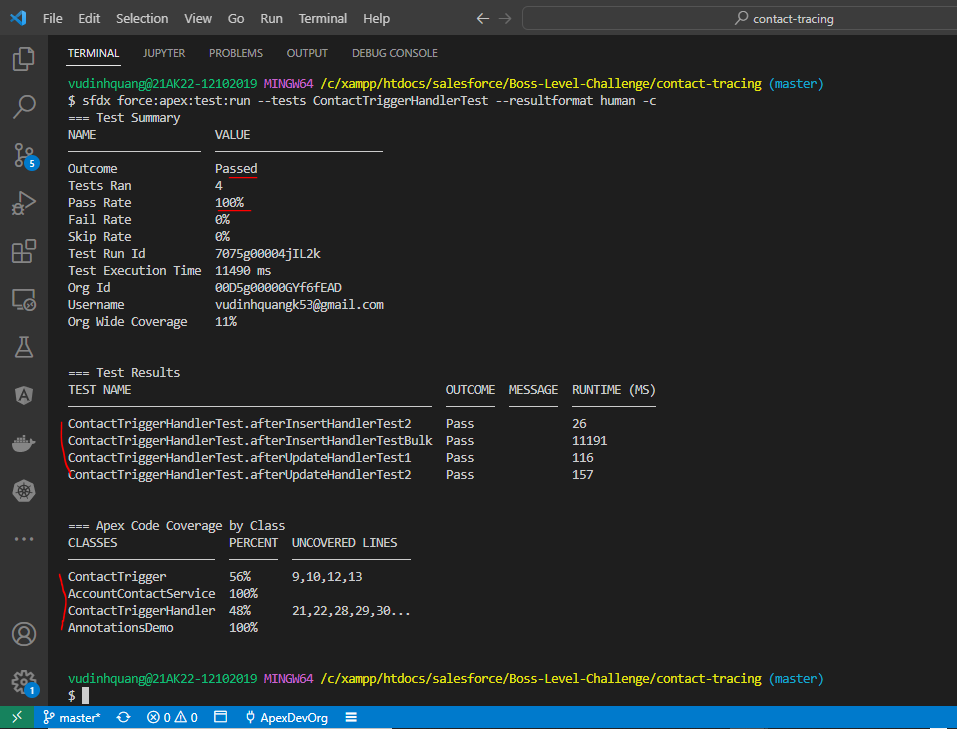 File Edit Selection View Go Run Terminal Help contact-tracing
TERMINAL JUPYTER PROBLEMS OUTPUT DEBUG CONSOLE
vudinhquang@21AK22-12102019 MINGW64 /c/xampp/htdocs/salesforce/Boss-Level-Challenge/contact-tracing (master)
$ sfdx force:apex:test:run --tests ContactTriggerHandlerTest --resultformat human -c
=== Test Summary
NAME VALUE
Outcome Passed
Tests Ran 4
Pass Rate 100%
Fail Rate 0%
Skip Rate 0%
Test Run Id 7075g00004jIL2k
Test Execution Time 11490 ms
Org Id 00D5g00000GYf6fEAD
Username vudinhquangk53@gmail.com
Org Wide Coverage 11%
=== Test Results
TEST NAME OUTCOME MESSAGE RUNTIME (MS)
ContactTriggerHandlerTest.afterInsertHandlerTest2 Pass 26
ContactTriggerHandlerTest.afterInsertHandlerTestBulk Pass 11191
ContactTriggerHandlerTest.afterUpdateHandlerTest1 Pass 116
ContactTriggerHandlerTest.afterUpdateHandlerTest2 Pass 157
=== Apex Code Coverage by Class
CLASSES PERCENT UNCOVERED LINES
ContactTrigger 56% 9,10,12,13
AccountContactService 100%
ContactTriggerHandler 48% 21,22,28,29,30...
AnnotationsDemo 100%
vudinhquang@21AK22-12102019 MINGW64 /c/xampp/htdocs/salesforce/Boss-Level-Challenge/contact-tracing (master)
$
5
1
master* 0 0 ApexDevOrg